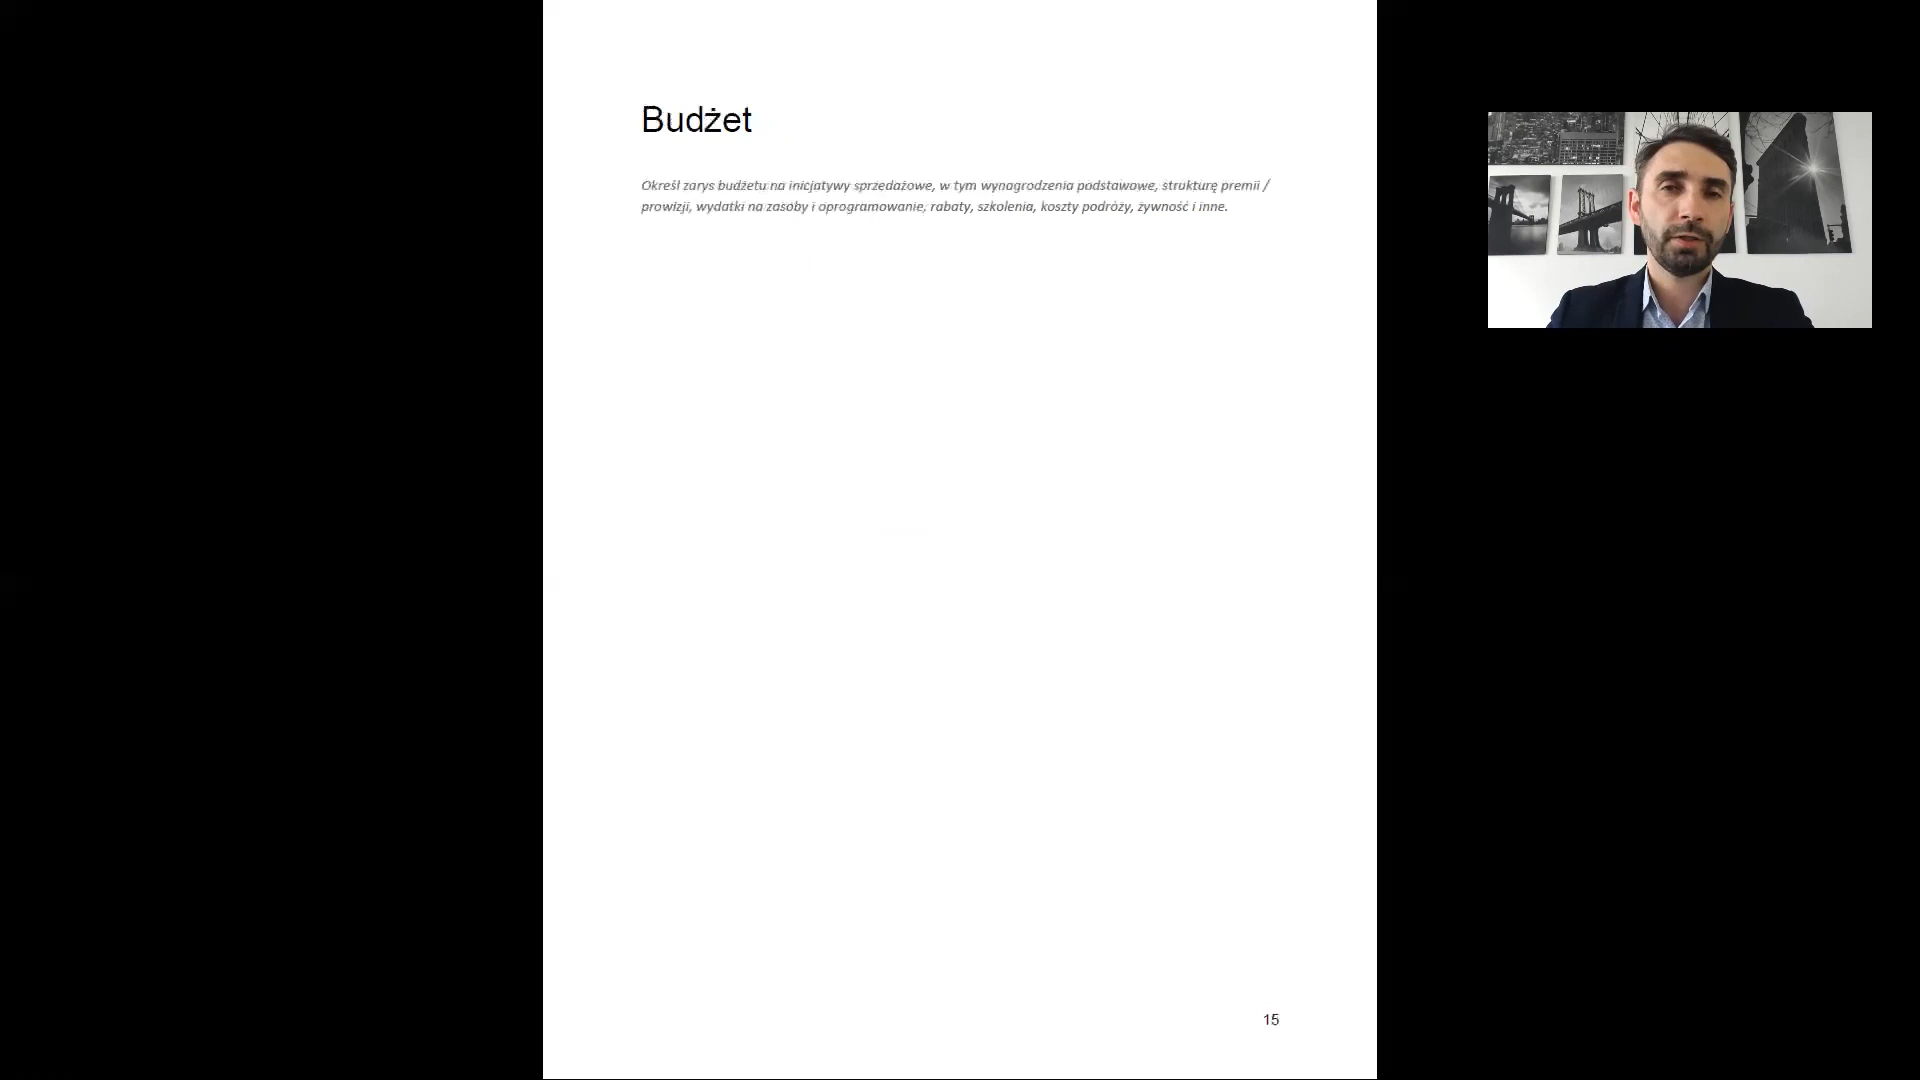 Budżet
Określ zarys budżetu na inicjatywy sprzedażowe, w tym wynagrodzenia podstawowe, strukturę premii /
prowizji, wydatki na zasoby i oprogramowanie, rabaty, szkolenia, koszty podróży, żywność i inne.
15